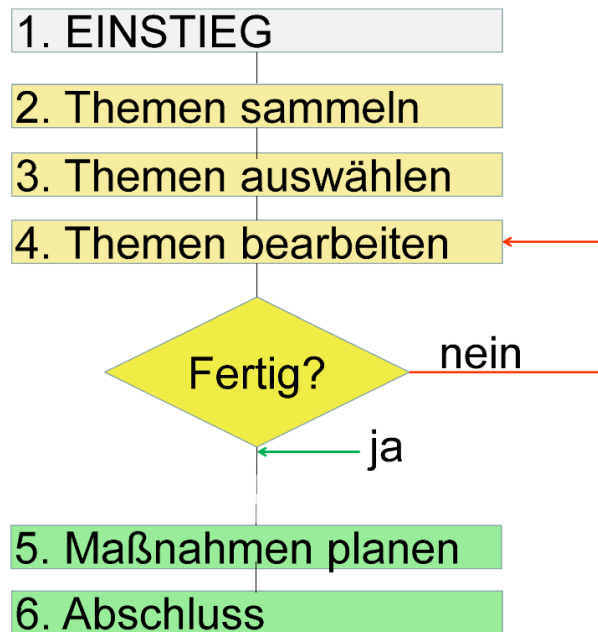 1. EINSTIEG
2. Themen sammeln
3. Themen auswählen
4. Themen bearbeiten
Fertig?
nein
ja
5. Maßnahmen planen
6. Abschluss